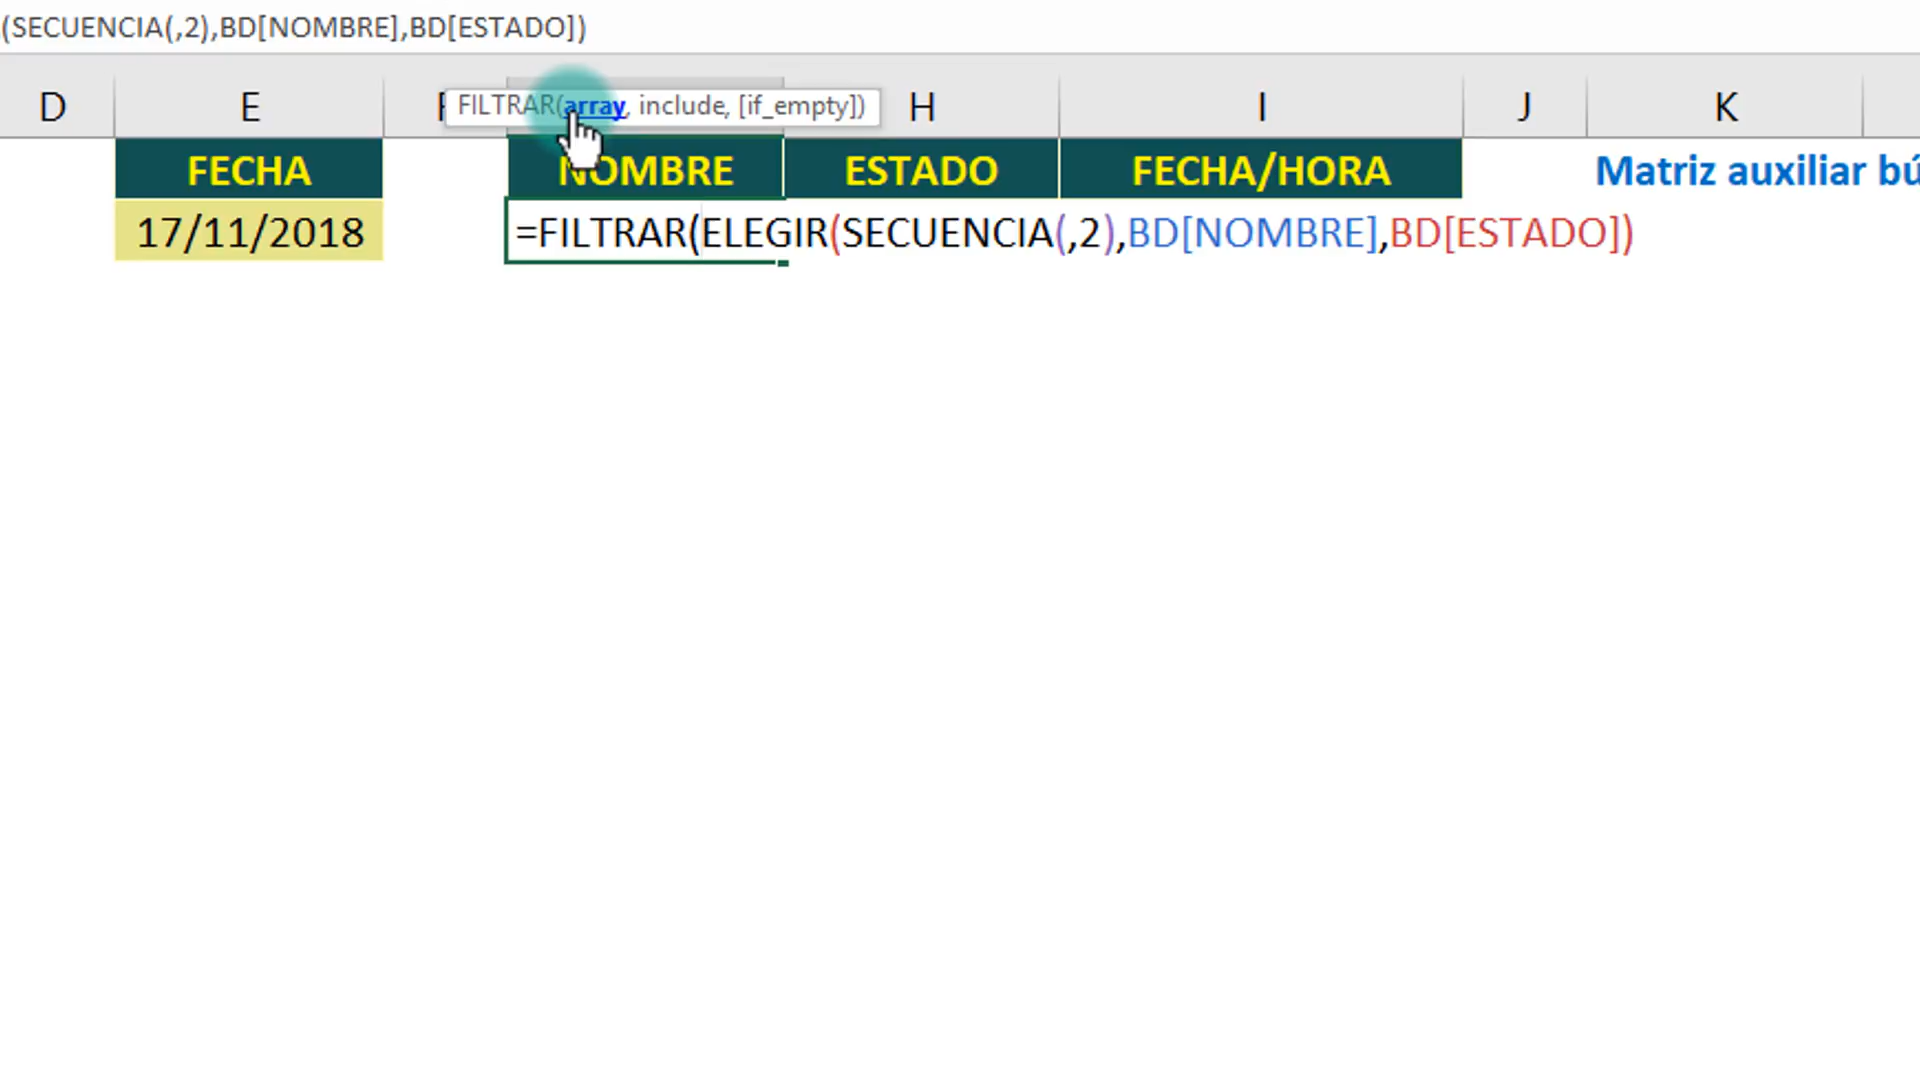 (SECUENCIA(,2),BD[NOMBRE],BD[ESTADO])
D E FILTRAR(array, include, [if_empty]) H I J K
FECHA NOMBRE ESTADO FECHA/HORA Matriz auxiliar
17/11/2018 =FILTRAR(ELEGIR(SECUENCIA(,2),BD[NOMBRE],BD[ESTADO])